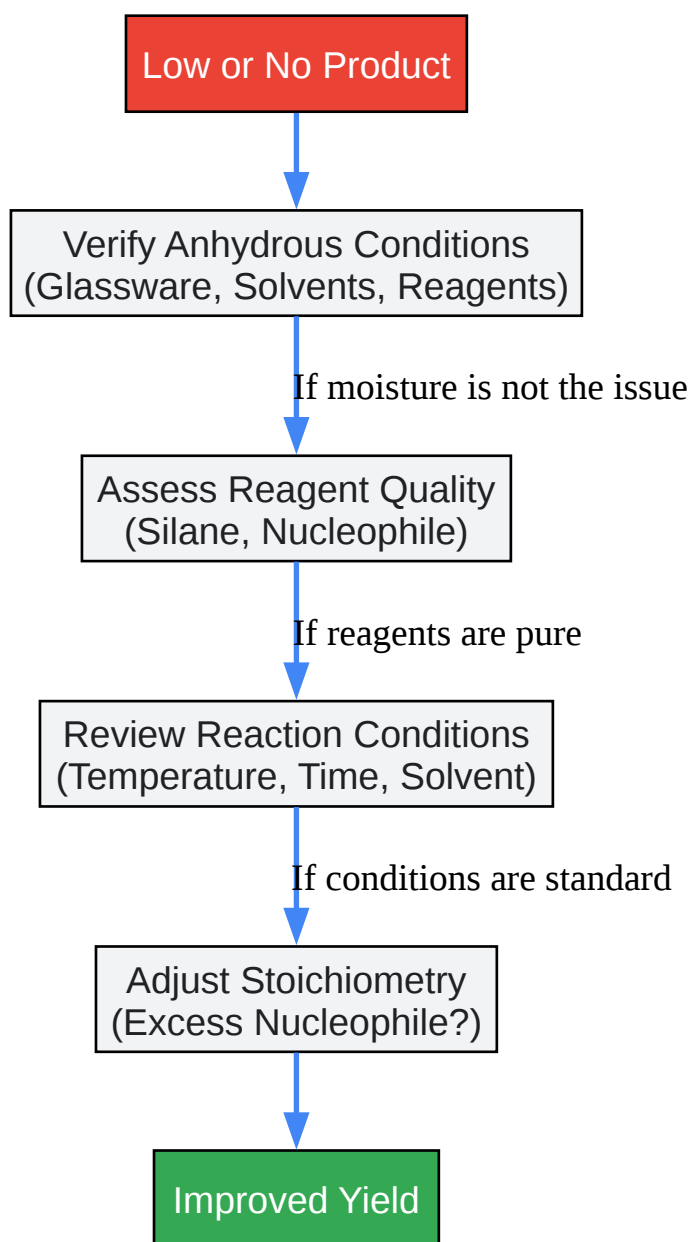 Low or No Product
Verify Anhydrous Conditions
(Glassware, Solvents, Reagents)
If moisture is not the issue
Assess Reagent Quality
(Silane, Nucleophile)
If reagents are pure
Review Reaction Conditions
(Temperature, Time, Solvent)
If conditions are standard
Adjust Stoichiometry
(Excess Nucleophile?)
Improved Yield